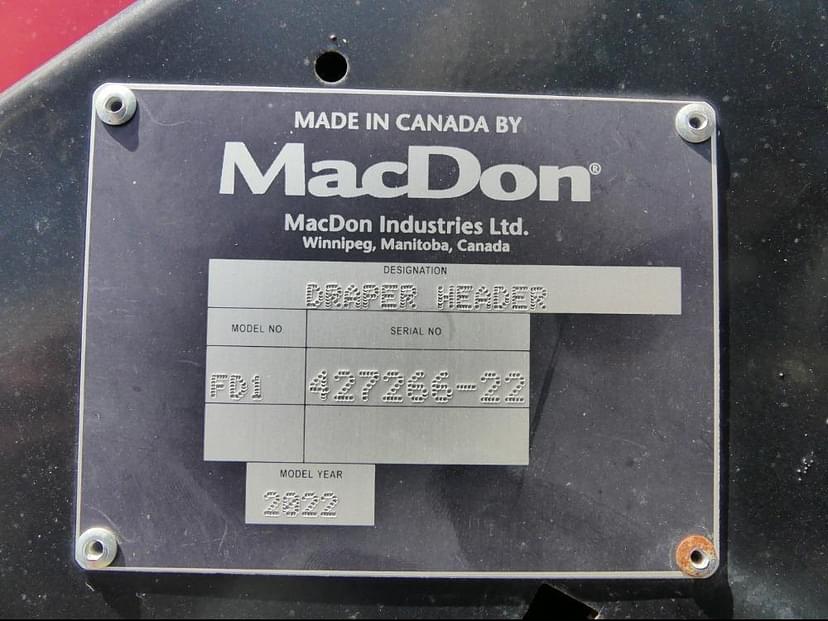 MADE IN CANADA BY
MacDon®
MacDon Industries Ltd.
Winnipeg, Manitoba, Canada
DESIGNATION
DRAPER HEADER
MODEL NO SERIAL NO
FD1 427266-22
MODEL YEAR
2022